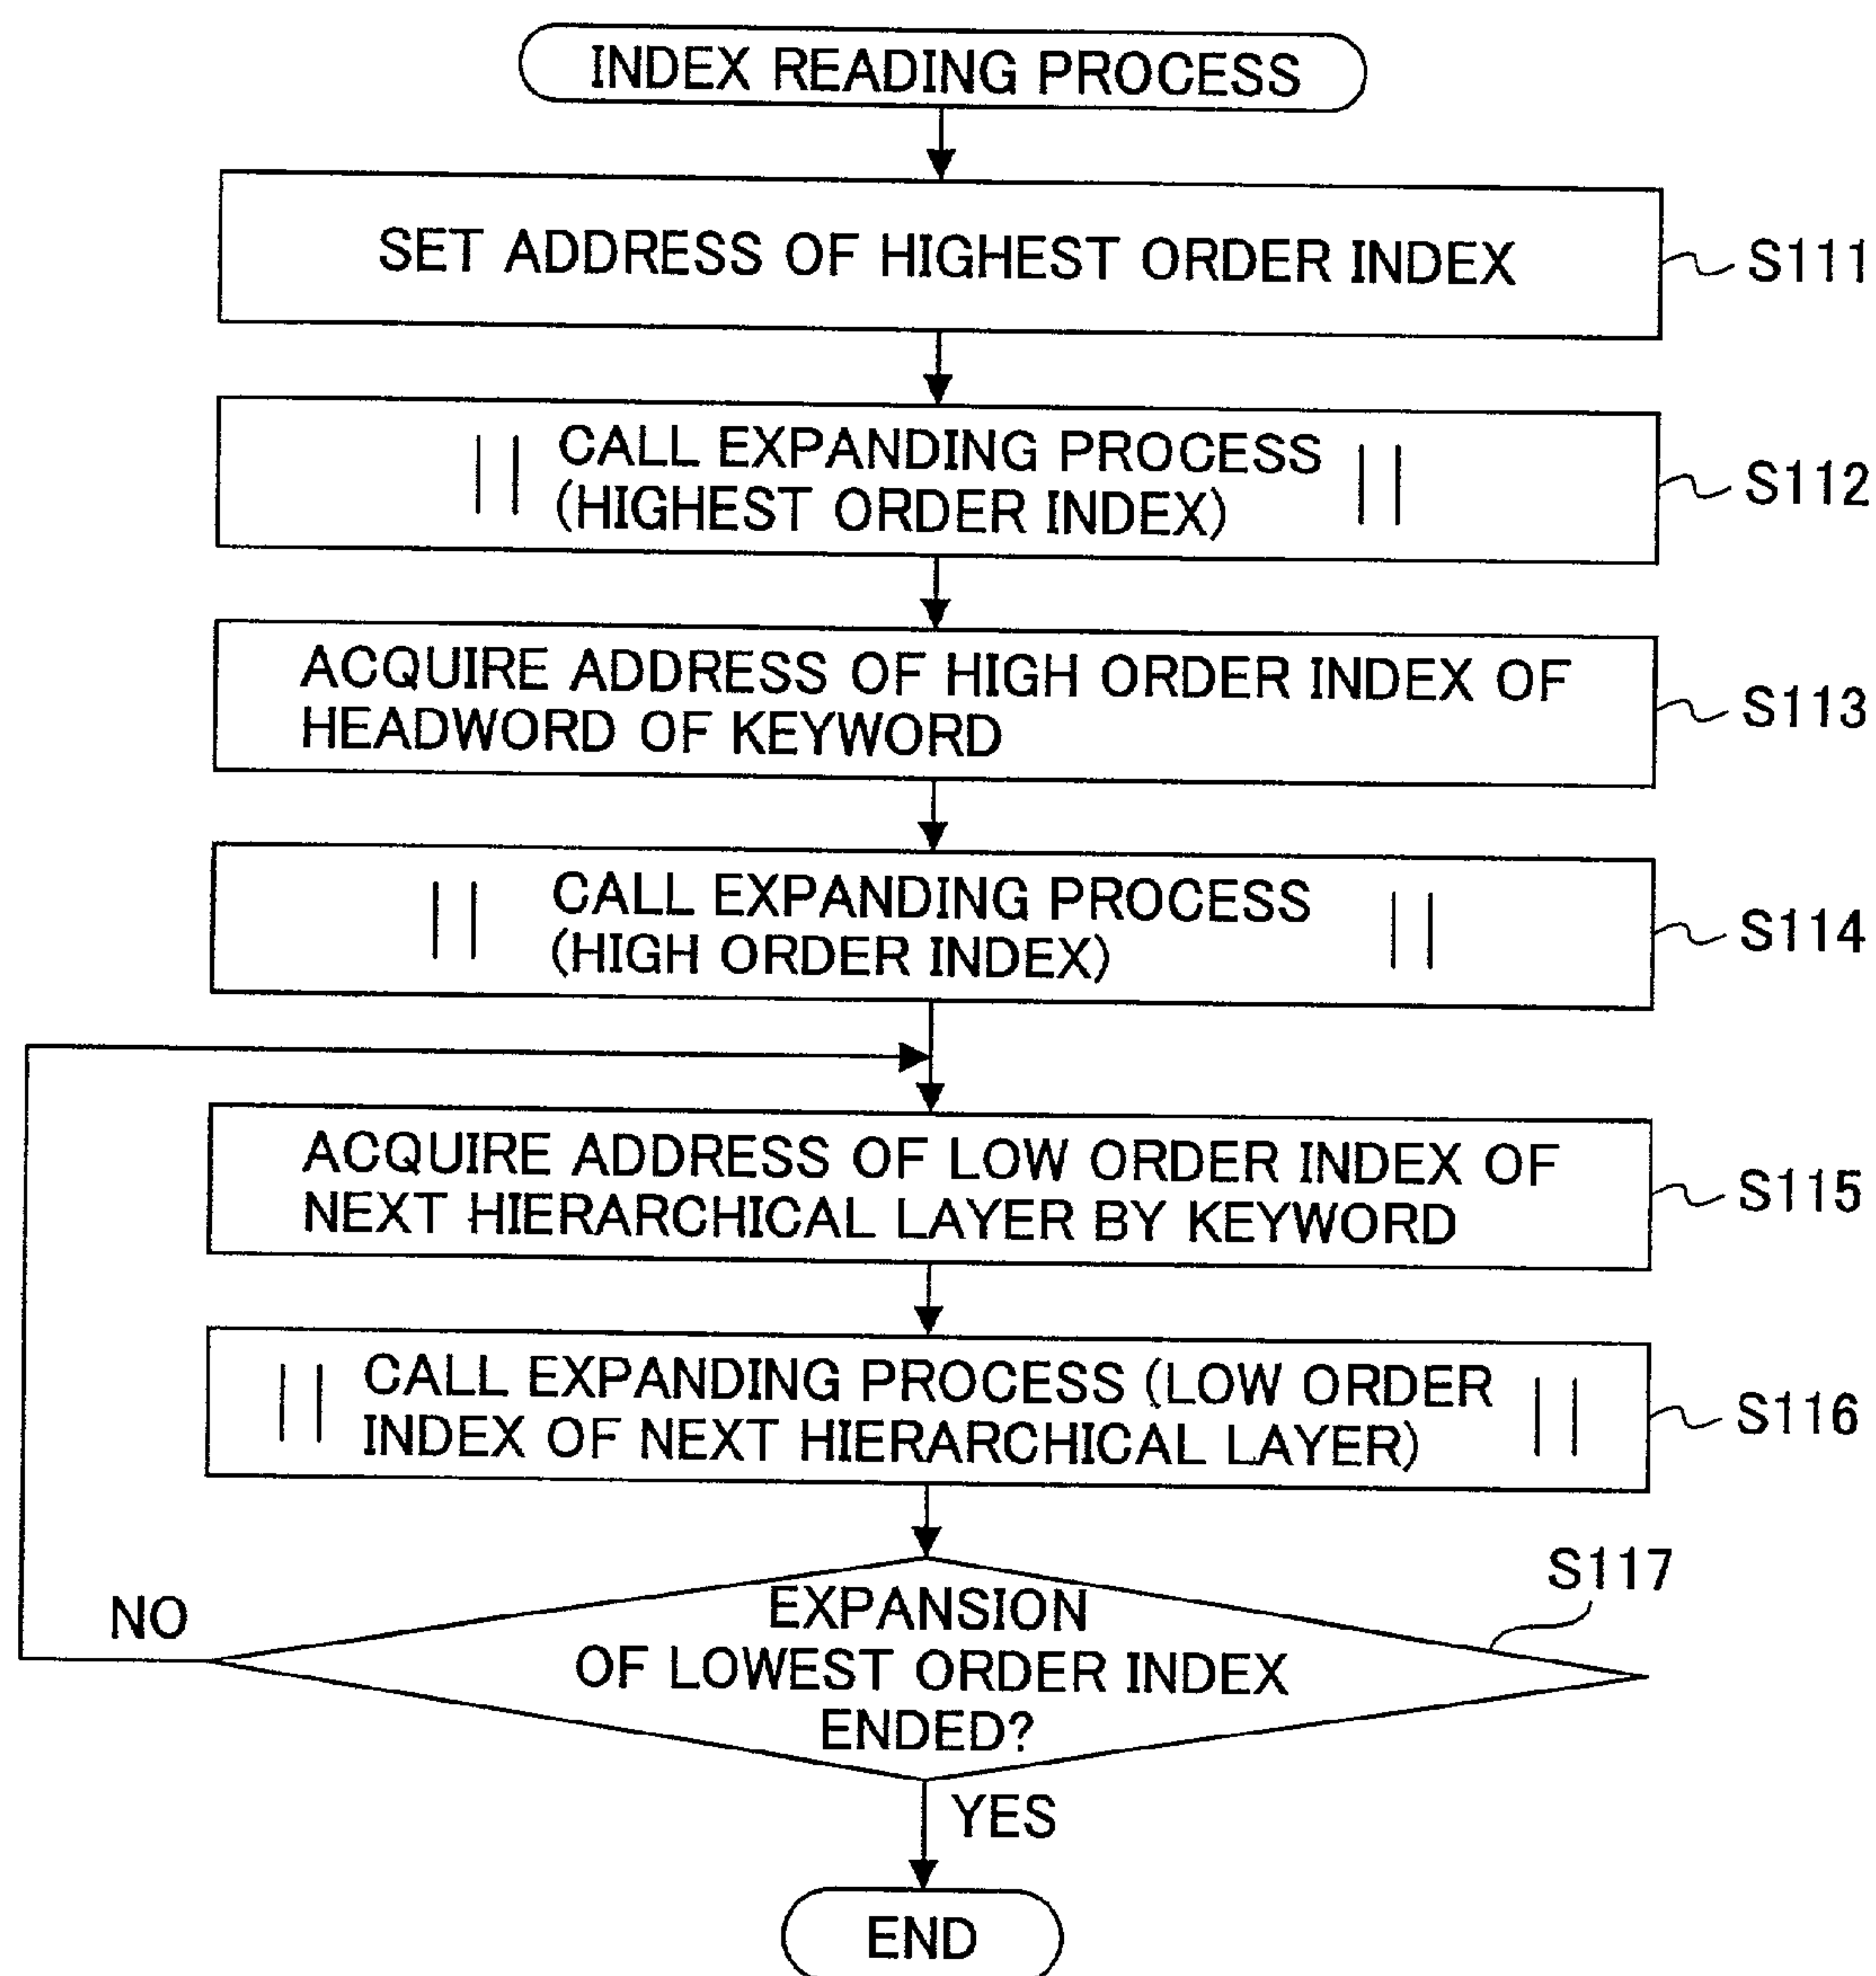 INDEX READING PROCESS
SET ADDRESS OF HIGHEST ORDER INDEX
S111
CALL EXPANDING PROCESS
(HIGHEST ORDER INDEX)
S112
ACQUIRE ADDRESS OF HIGH ORDER INDEX OF
HEADWORD OF KEYWORD
S113
CALL EXPANDING PROCESS
(HIGH ORDER INDEX)
S114
ACQUIRE ADDRESS OF LOW ORDER INDEX OF
NEXT HIERARCHICAL LAYER BY KEYWORD
S115
CALL EXPANDING PROCESS (LOW ORDER
INDEX OF NEXT HIERARCHICAL LAYER)
S116
S117
EXPANSION
OF LOWEST ORDER INDEX
ENDED?
NO
YES
END